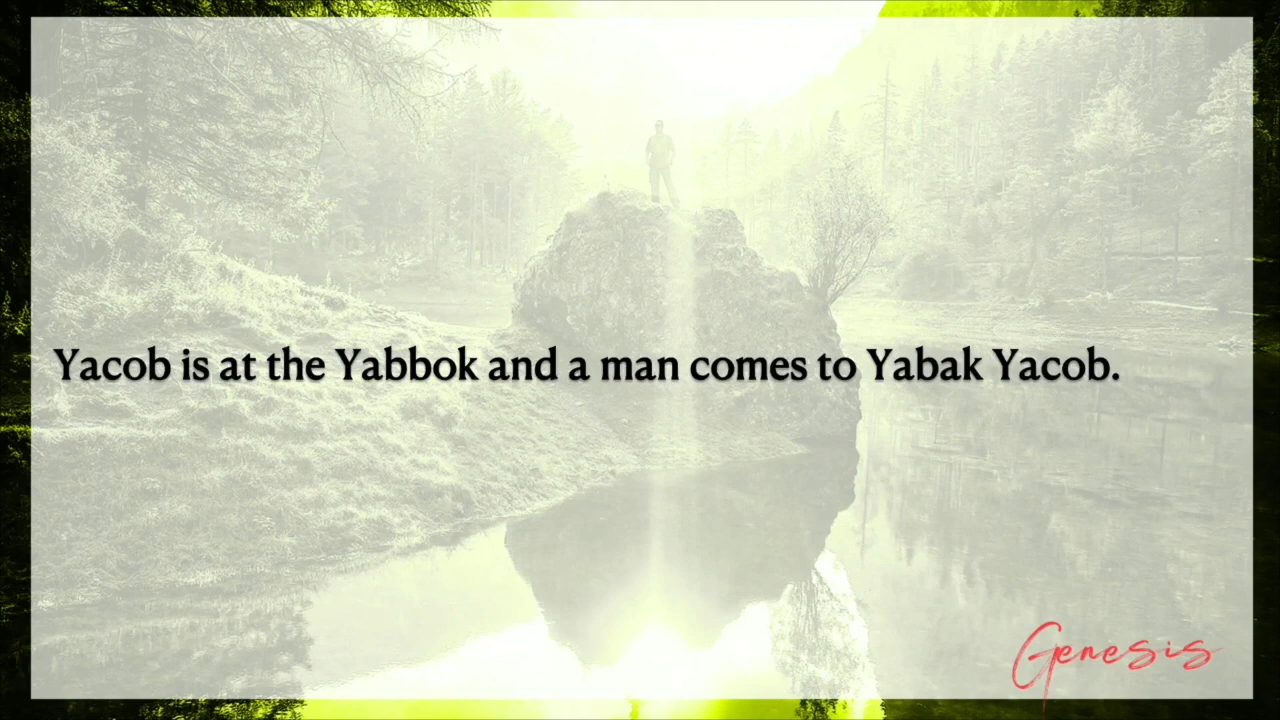 Yacob is at the Yabbok and a man comes to Yabak Yacob.
Genesis